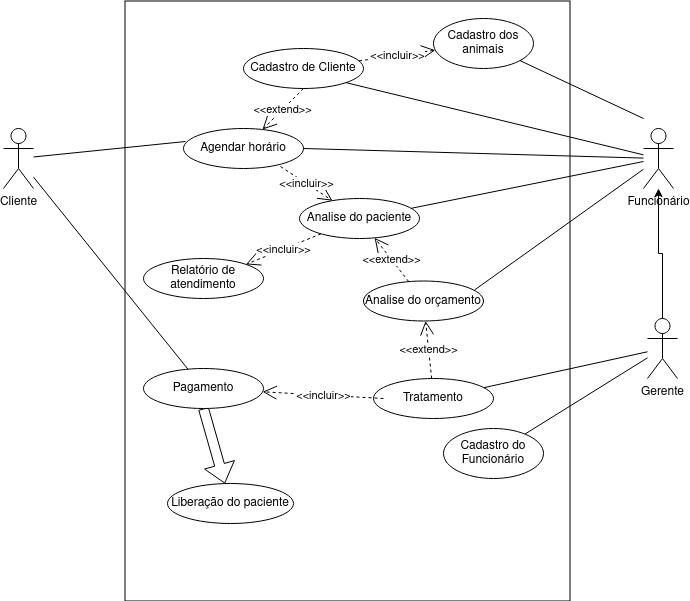 Cadastro dos
animais
<<incluir>>
Cadastro de Cliente
<<extend>>
Agendar horário
<<incluir>>
Cliente
Funcionário
Analise do paciente
<<incluir>>
<<extend>>
Relatório de
atendimento
Analise do orçamento
<<extend>>
Pagamento
<<incluir>>
Tratamento
Gerente
Cadastro do
Funcionário
Liberação do paciente